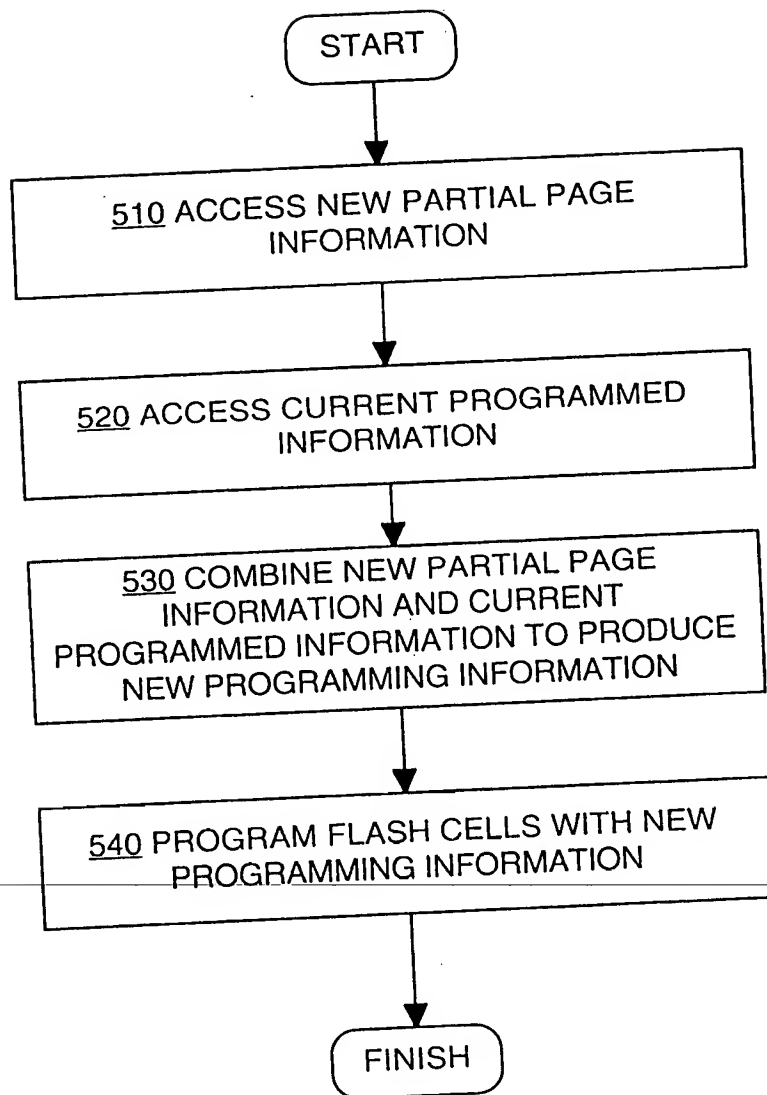 START
510 ACCESS NEW PARTIAL PAGE
INFORMATION
520 ACCESS CURRENT PROGRAMMED
INFORMATION
530 COMBINE NEW PARTIAL PAGE
INFORMATION AND CURRENT
PROGRAMMED INFORMATION TO PRODUCE
NEW PROGRAMMING INFORMATION
540 PROGRAM FLASH CELLS WITH NEW
PROGRAMMING INFORMATION
FINISH